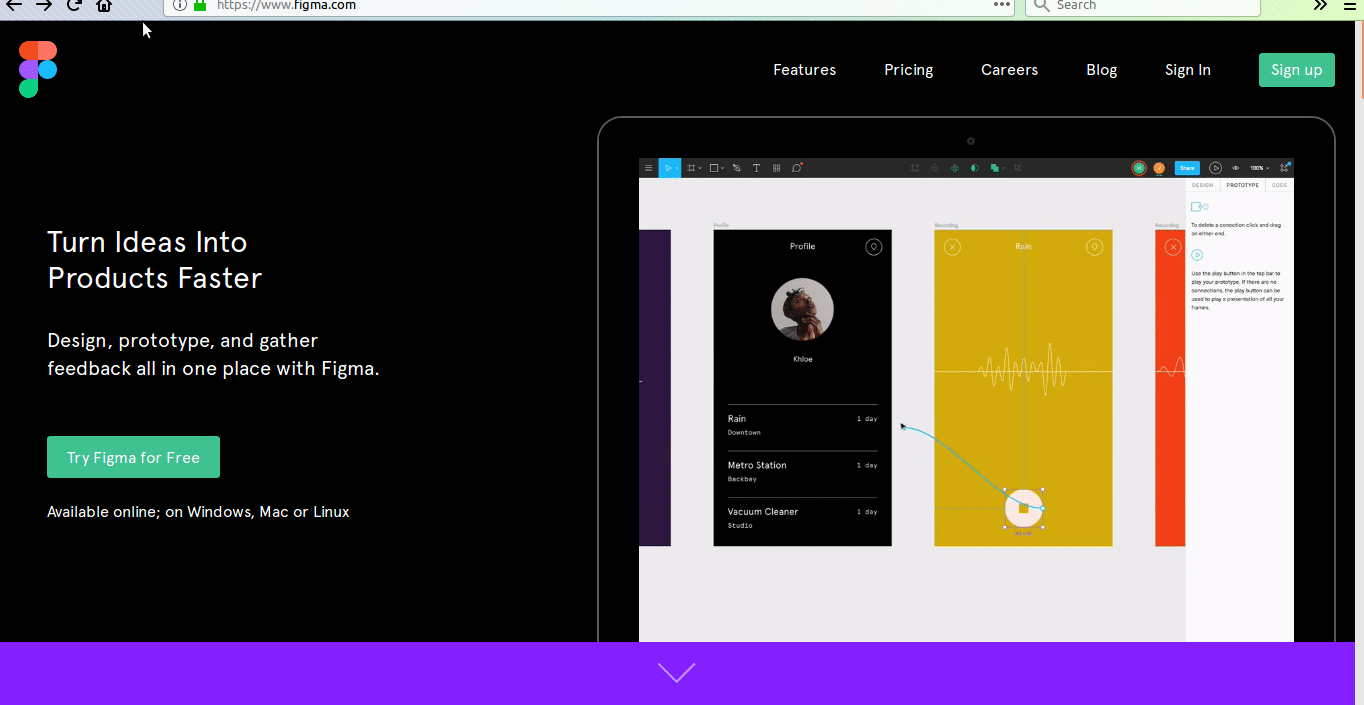 https://www.figma.com
Search
Features
Pricing
Careers
Blog
Sign In
Sign up
Turn Ideas Into
Products Faster
Design, prototype, and gather
feedback all in one place with Figma.
Try Figma for Free
Available online; on Windows, Mac or Linux
Share
100%
DESIGN
PROTOTYPE
CODE
To delete a conection click and drag
on either end.
Use the play button in the top bar to
play your prototype. If there are no
connections, the play button can be
used to play a presentation of all your
frames.
Profile
Profile
Khloe
Rain
1 day
Downtown
Metro Station
1 day
Backbay
Vacuum Cleaner
1 day
Studio
Recording
Rain
Recording